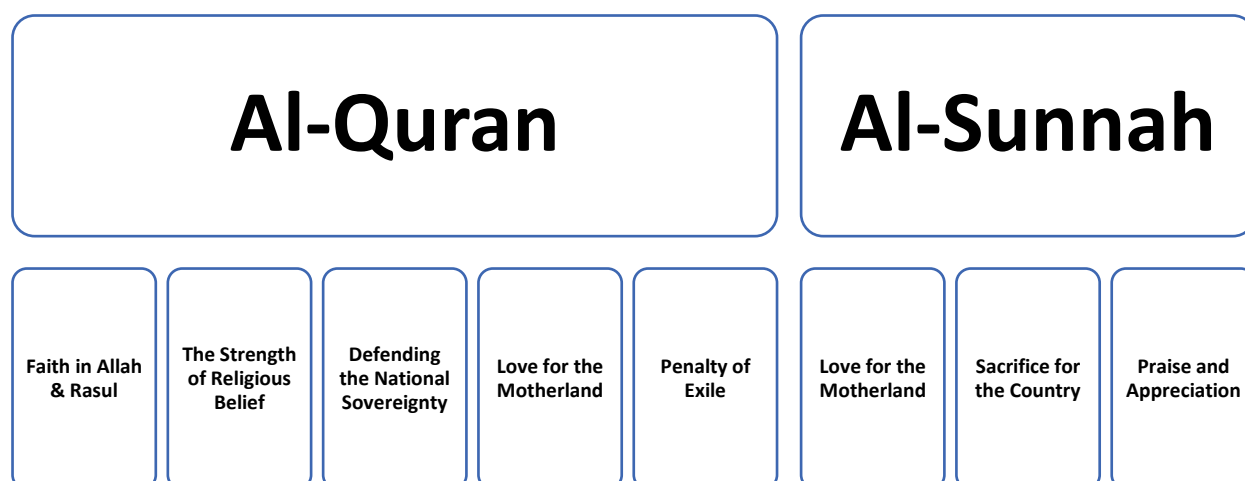 Al-Quran
Al-Sunnah
Faith in Allah
& Rasul
The Strength
of Religious
Belief
Defending
the National
Sovereignty
Love for the
Motherland
Penalty of
Exile
Love for the
Motherland
Sacrifice for
the Country
Praise and
Appreciation